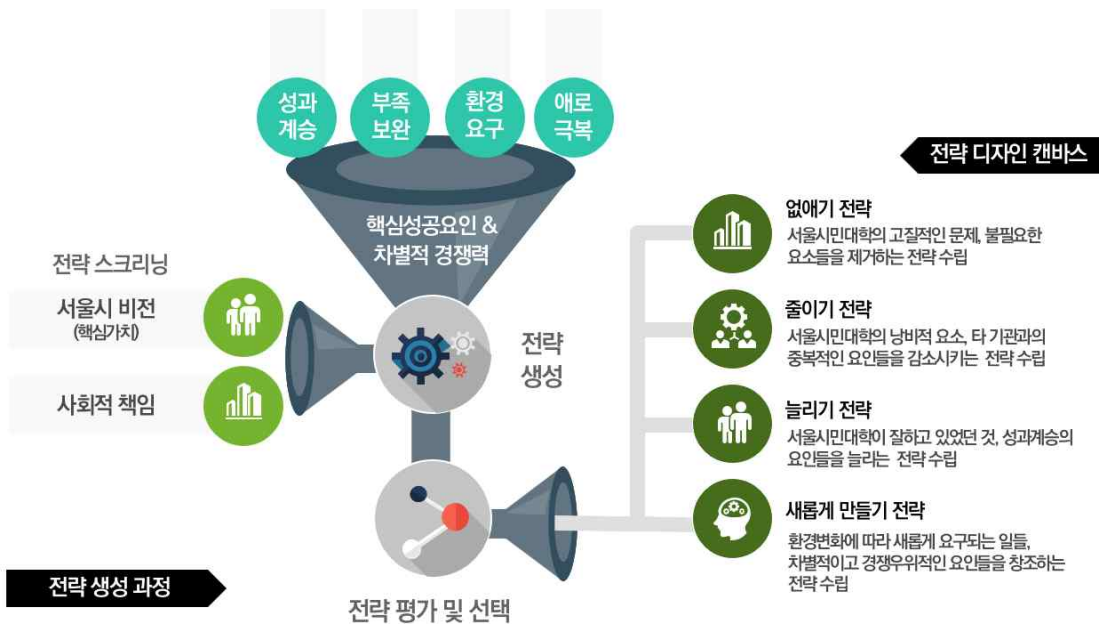 성과
계승
부족
보완
환경
요구
애로
극복
핵심성공요인 &
차별적 경쟁력
전략 스크리닝
서울시 비전
(핵심가치)
사회적 책임
전략
생성
전략 평가 및 선택
전략 생성 과정
전략 디자인 캔바스
없애기 전략
서울시민대학의 고질적인 문제, 불필요한
요소들을 제거하는 전략 수립
줄이기 전략
서울시민대학의 낭비적 요소, 타 기관과의
중복적인 요인들을 감소시키는 전략 수립
늘리기 전략
서울시민대학이 잘하고 있었던 것, 성과계승의
요인들을 늘리는 전략 수립
새롭게 만들기 전략
환경변화에 따라 새롭게 요구되는 일들,
차별적이고 경쟁우위적인 요인들을 창조하는
전략 수립